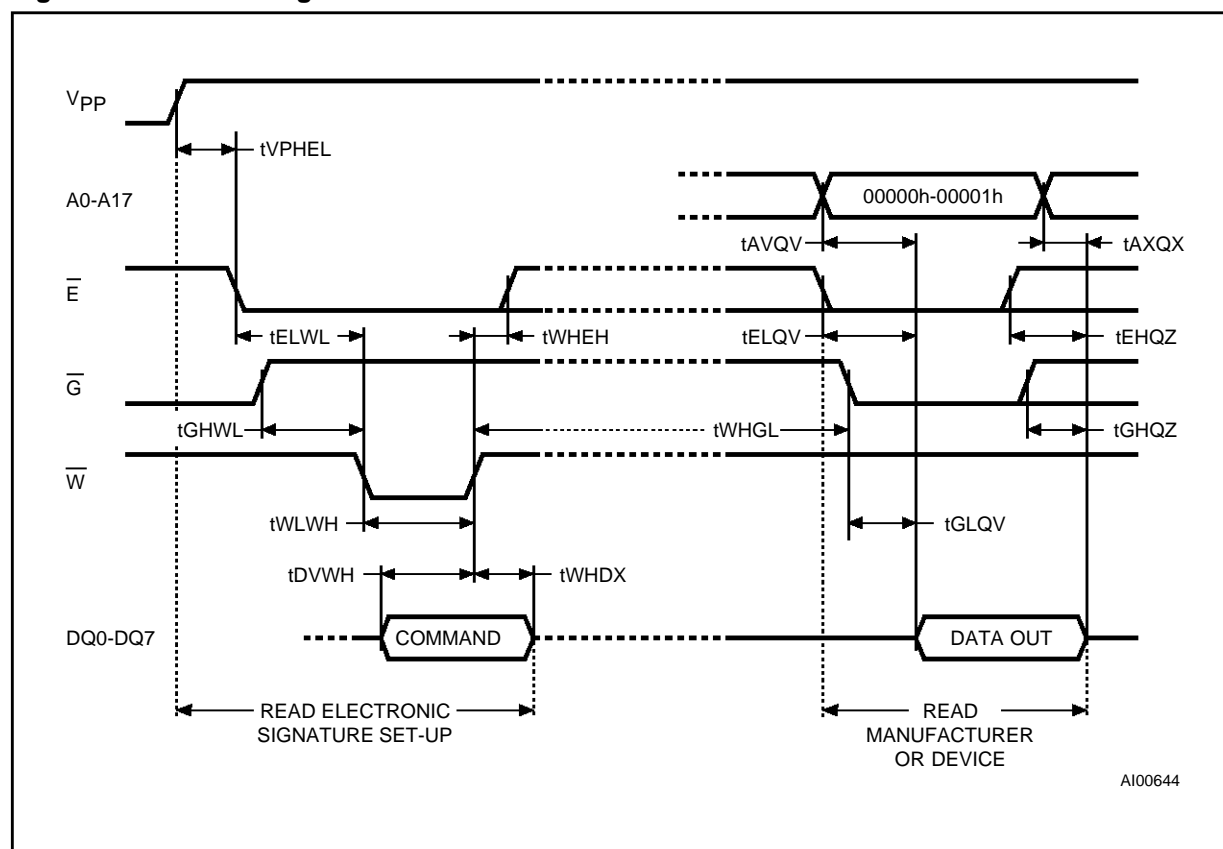 VPP
tVPHEL
A0-A17
00000h-00001h
tAVQV
tAXQX
E
tELWL
tWHEH
tELQV
tEHQZ
G
tGHWL
tWHGL
tGHQZ
W
tWLWH
tGLQV
tDVWH
tWHDX
DQ0-DQ7
COMMAND
DATA OUT
READ ELECTRONIC
SIGNATURE SET-UP
READ
MANUFACTURER
OR DEVICE
AI00644